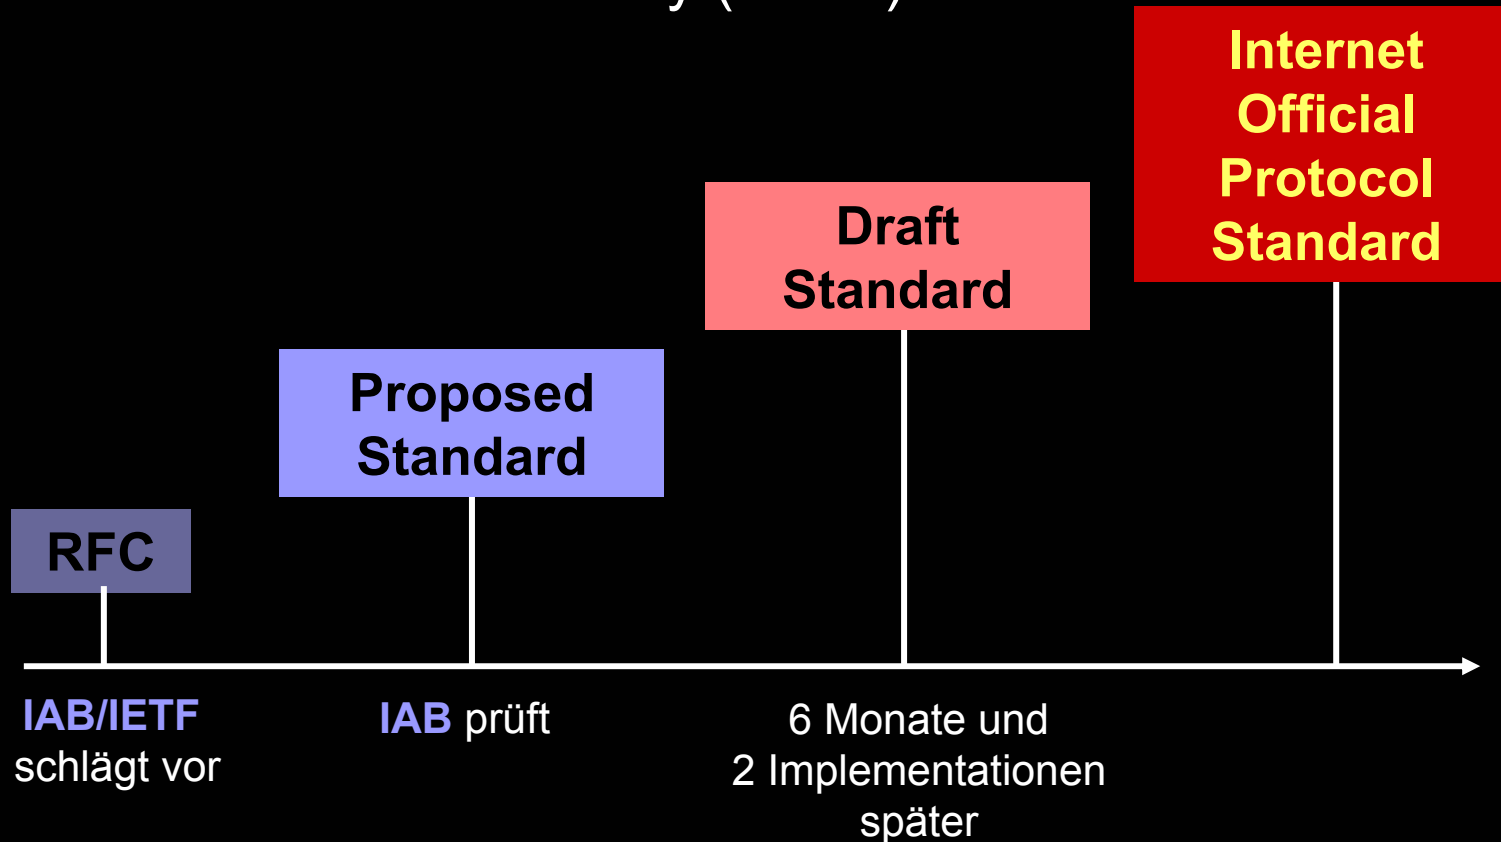 Internet
Official
Protocol
Standard
Draft
Standard
Proposed
Standard
RFC
IAB/IETF
schlägt vor
IAB prüft
6 Monate und
2 Implementationen
später